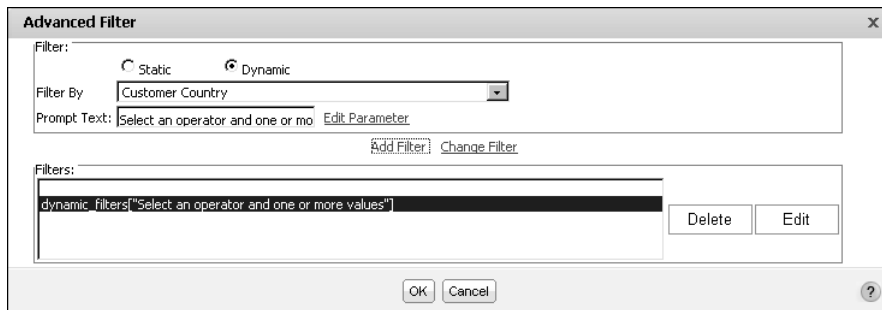 Advanced Filter x
Filter:
Static Dynamic
Filter By Customer Country
Prompt Text: Select an operator and one or mo Edit Parameter
Add Filter Change Filter
Filters:
dynamic_filters["Select an operator and one or more values"]
Delete Edit
OK Cancel ?